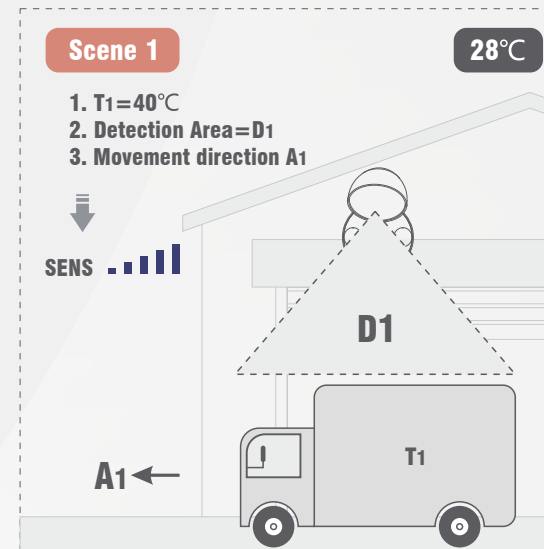 Scene 1
28℃
1. T1=40℃
2. Detection Area=D1
3. Movement direction A1
SENS
D1
T1
A1